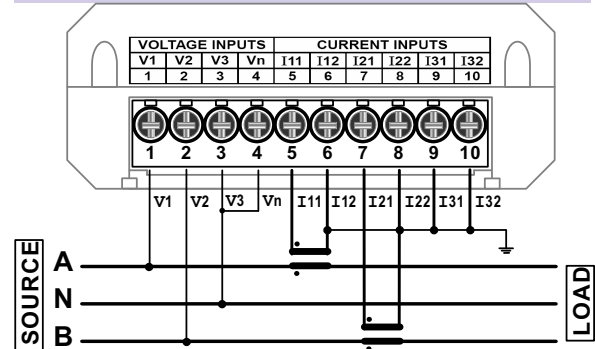 VOLTAGE INPUTS CURRENT INPUTS
V1 V2 V3 Vn I11 I12 I21 I22 I31 I32
1 2 3 4 5 6 7 8 9 10
1 2 3 4 5 6 7 8 9 10
V1 V2 V3 Vn I11 I12 I21 I22 I31 I32
SOURCE
A
N
B
LOAD